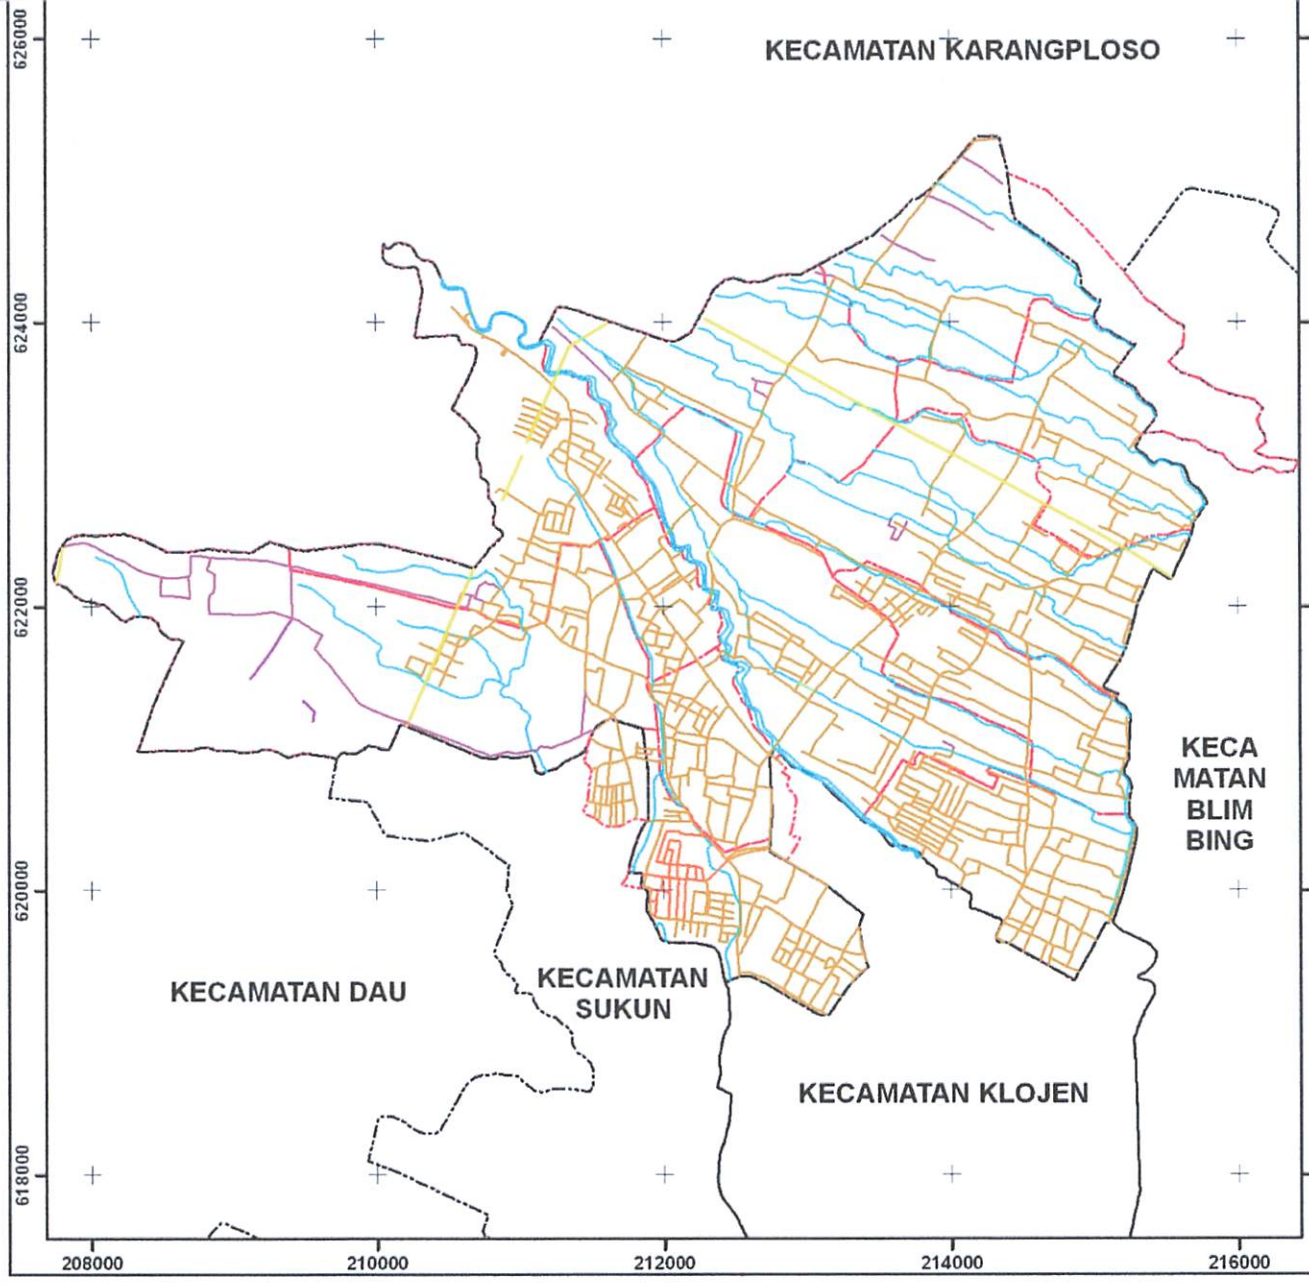 626000
KECAMATAN KARANGPLOSO
624000
622000
KECA
MATAN
BLIM
BING
620000
KECAMATAN DAU
KECAMATAN
SUKUN
KECAMATAN KLOJEN
618000
208000
210000
212000
214000
216000